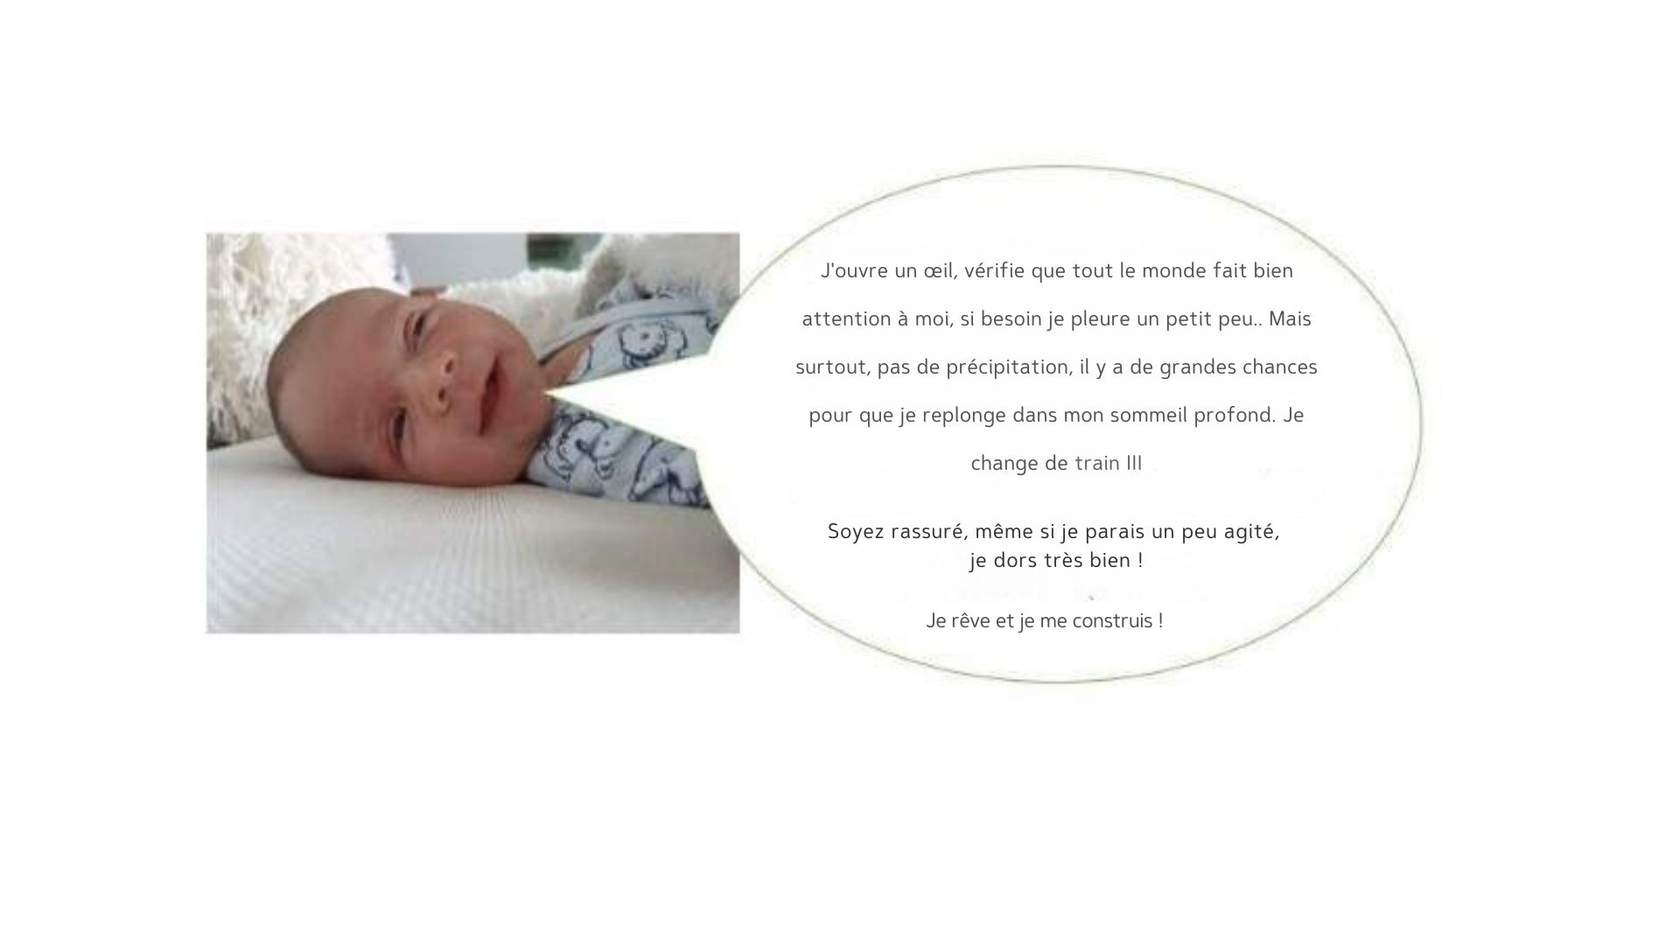 J'ouvre un œil, vérifie que tout le monde fait bien
attention à moi, si besoin je pleure un petit peu.. Mais
surtout, pas de précipitation, il y a de grandes chances
pour que je replonge dans mon sommeil profond. Je
change de train III
Soyez rassuré, même si je parais un peu agité,
je dors très bien !
Je rêve et je me construis !